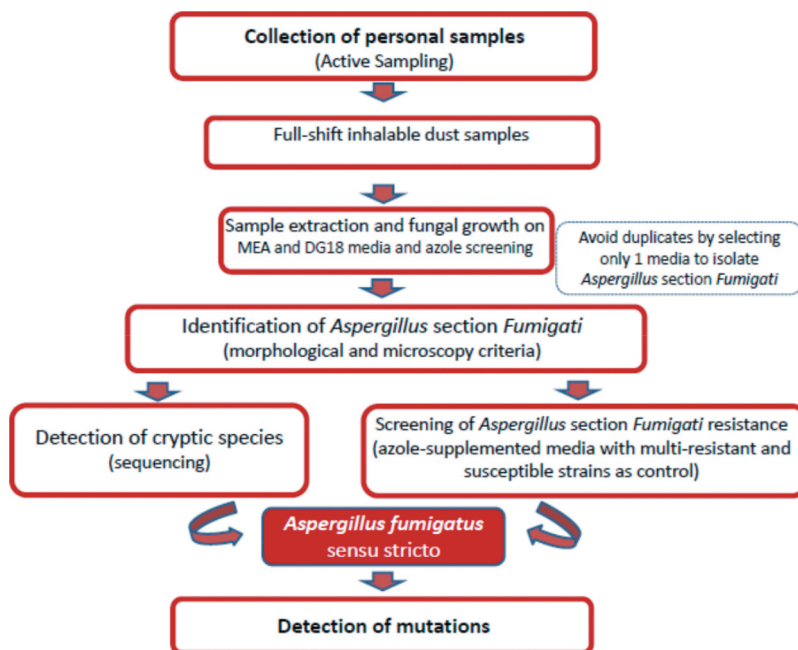 Collection of personal samples
(Active Sampling)
Full-shift inhalable dust samples
Sample extraction and fungal growth on
MEA and DG18 media and azole screening
Avoid duplicates by selecting
only 1 media to isolate
Aspergillus section Fumigati
Identification of Aspergillus section Fumigati
(morphological and microscopy criteria)
Detection of cryptic species
(sequencing)
Screening of Aspergillus section Fumigati resistance
(azole-supplemented media with multi-resistant and
susceptible strains as control)
Aspergillus fumigatus
sensu stricto
Detection of mutations